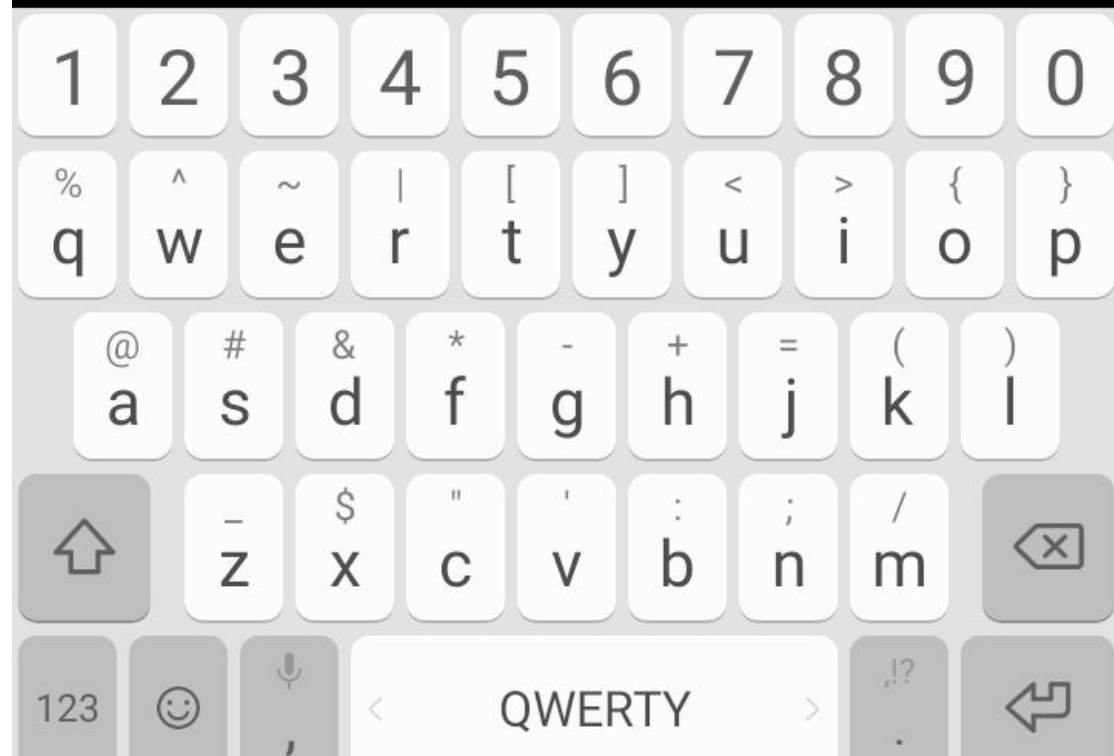 1 2 3 4 5 6 7 8 9 0
% ^ ~ | [ ] < > { }
q w e r t y u i o p
@ # & * - + = ( )
a s d f g h j k l
_ $ " ' : ; /
z x c v b n m
,!?
123 , < QWERTY > .